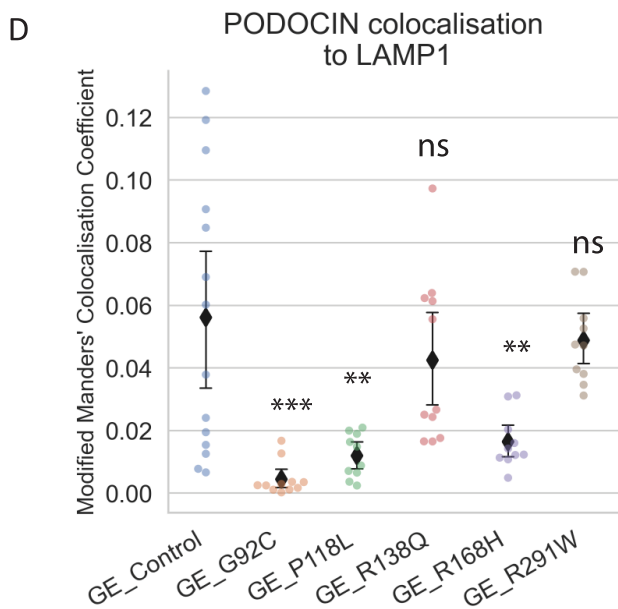 D
PODOCIN colocalisation
to LAMP1
Modified Manders' Colocalisation Coefficient
0.12
0.10
0.08
0.06
0.04
0.02
0.00
***
**
ns
**
ns
GE_Control
GE_G92C
GE_P118L
GE_R138Q
GE_R168H
GE_R291W